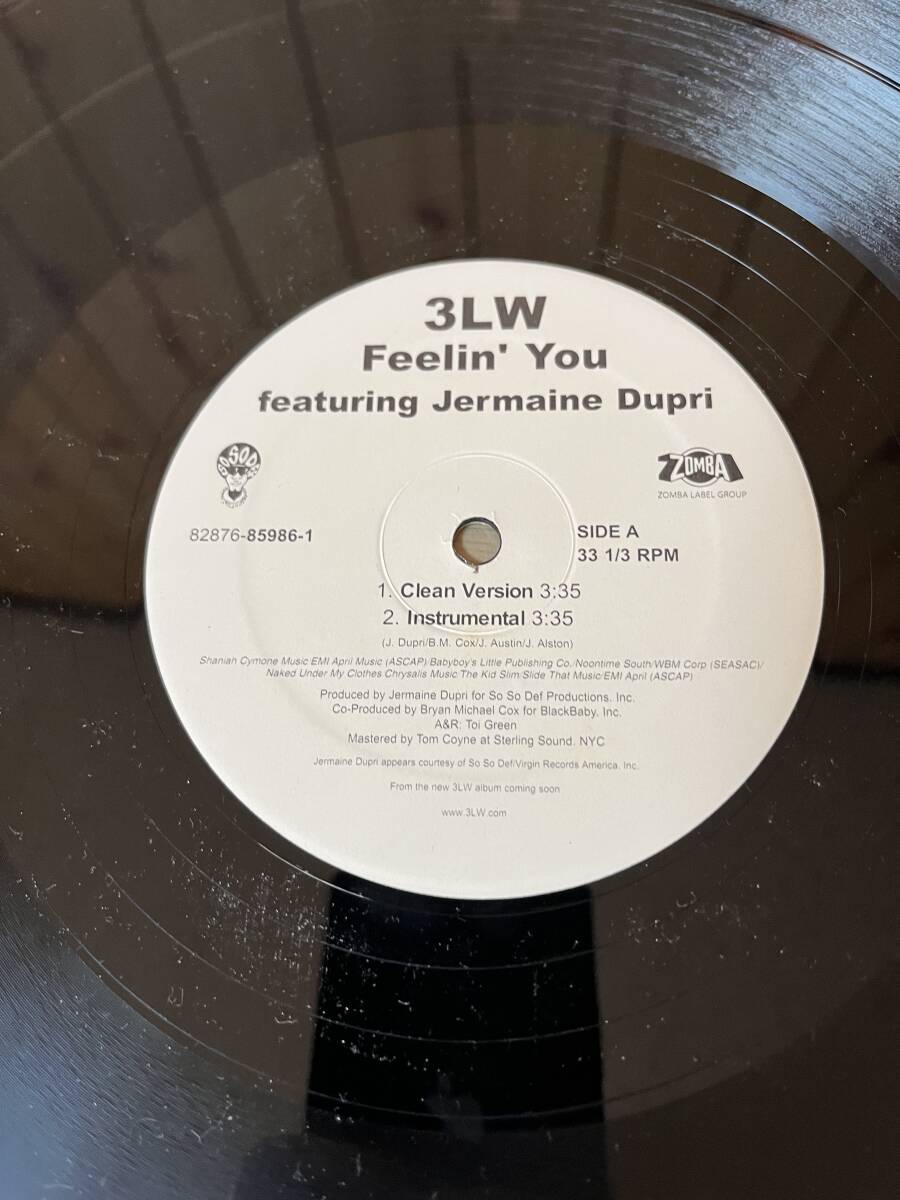 3LW
Feelin' You
featuring Jermaine Dupri
SO SO DEF
ZOMBA
ZOMBA LABEL GROUP
82876-85986-1
SIDE A
33 1/3 RPM
1. Clean Version 3:35
2. Instrumental 3:35
(J. Dupri/B.M. Cox/J. Austin/J. Alston)
Shaniah Cymone Music/EMI April Music (ASCAP)/Babyboy's Little Publishing Co./Noontime South/WBM Corp (SEASAC)/
Naked Under My Clothes Chrysalis Music/The Kid Slim/Slide That Music/EMI April (ASCAP)
Produced by Jermaine Dupri for So So Def Productions, Inc.
Co-Produced by Bryan Michael Cox for BlackBaby, Inc.
A&R: Toi Green
Mastered by Tom Coyne at Sterling Sound, NYC
Jermaine Dupri appears courtesy of So So Def/Virgin Records America, Inc.
From the new 3LW album coming soon
www.3LW.com